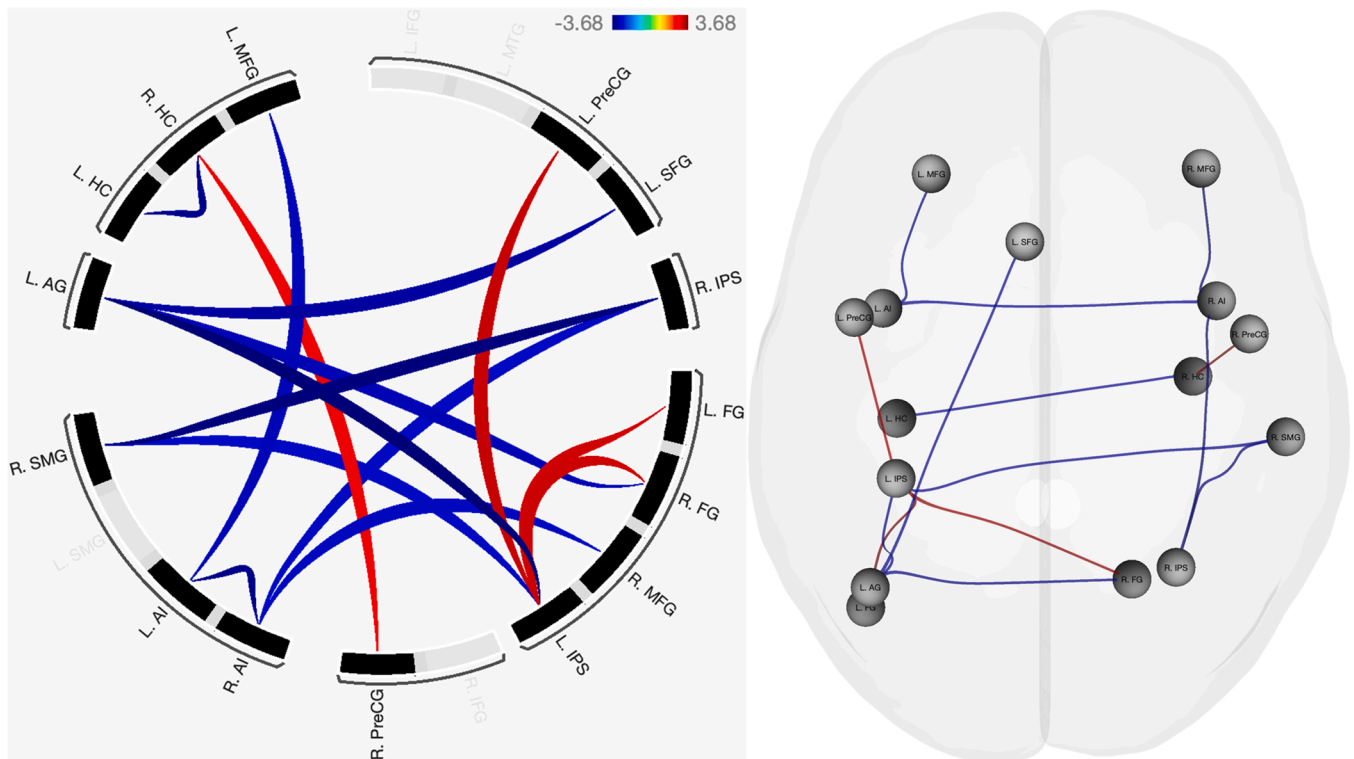 -3.68 3.68
L. IFG
L. MTG
L. PreCG
L. SFG
R. IPS
L. FG
R. FG
R. MFG
L. IPS
R. IFG
R. PreCG
R. AI
L. AI
L. SMG
R. SMG
L. AG
L. HC
R. HC
L. MFG
L. MFG
R. MFG
L. SFG
L. AI
L. PreCG
R. AI
R. PreCG
R. HC
L. HC
R. SMG
L. IPS
R. IPS
R. FG
L. AG
L. FG